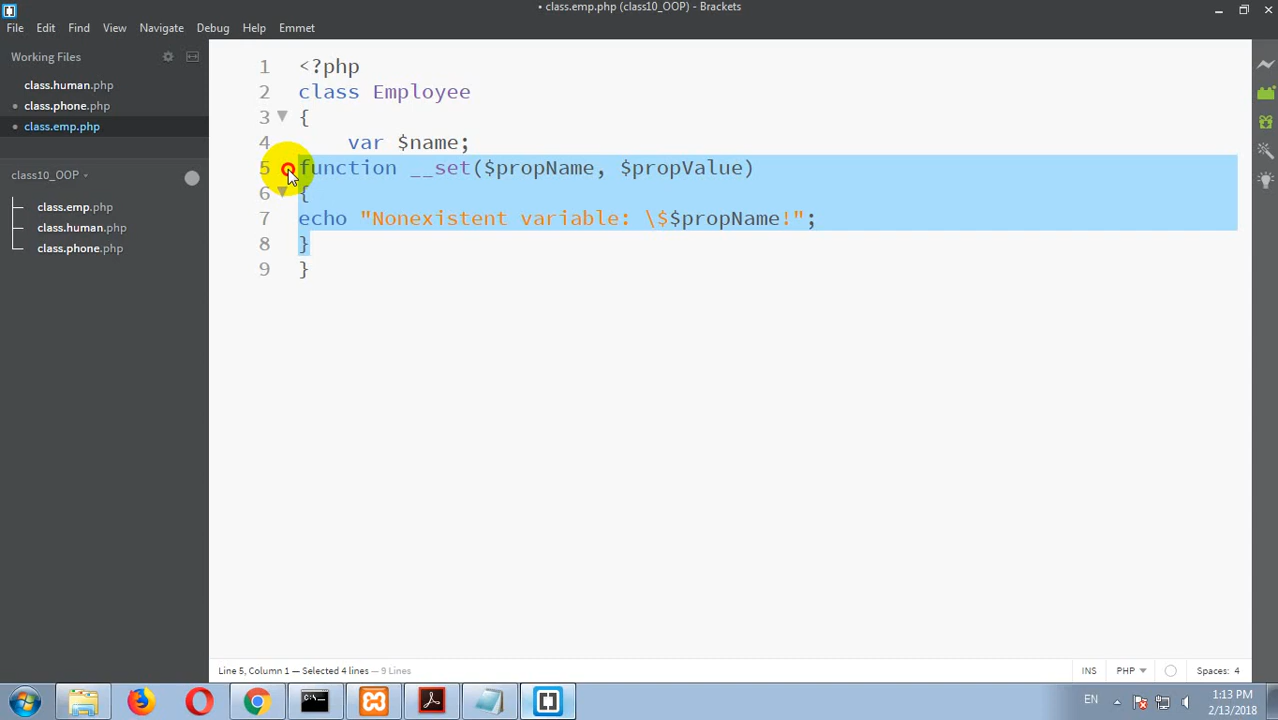 • class.emp.php (class10_OOP) - Brackets
File Edit Find View Navigate Debug Help Emmet
Working Files
class.human.php
class.phone.php
class.emp.php
class10_OOP
class.emp.php
class.human.php
class.phone.php
1 <?php
2 class Employee
3 {
4 var $name;
5 function __set($propName, $propValue)
6 {
7 echo "Nonexistent variable: \$$propName!";
8 }
9 }
Line 5, Column 1 — Selected 4 lines — 9 Lines
INS PHP Spaces: 4
EN 1:13 PM
2/13/2018